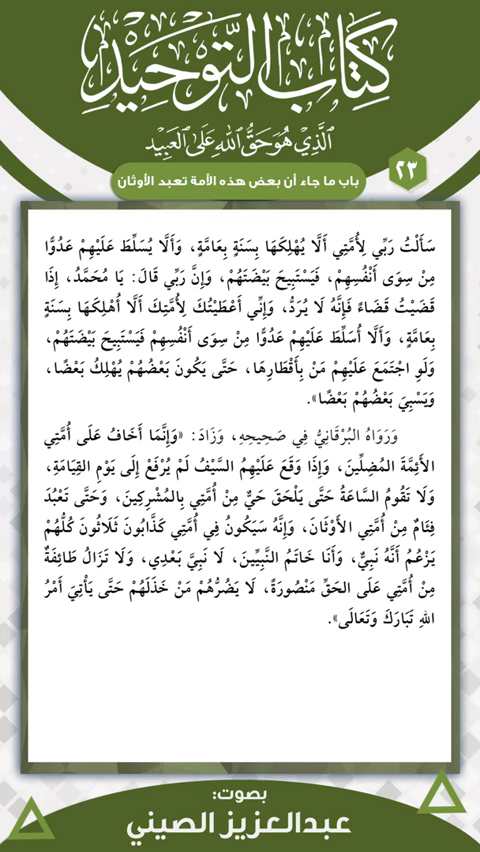 كِتَابُ التَّوْحِيدِ
الَّذِي هُوَ حَقُّ اللهِ عَلَى العَبِيدِ
٢٣
باب ما جاء أن بعض هذه الأمة تعبد الأوثان
سَأَلْتُ رَبِّي لِأُمَّتِي أَلَّا يُهْلِكَهَا بِسَنَةٍ بِعَامَّةٍ، وَأَلَّا يُسَلِّطَ عَلَيْهِمْ عَدُوًّا
مِنْ سِوَى أَنْفُسِهِمْ، فَيَسْتَبِيحَ بَيْضَتَهُمْ، وَإِنَّ رَبِّي قَالَ: يَا مُحَمَّدُ، إِذَا
قَضَيْتُ قَضَاءً فَإِنَّهُ لَا يُرَدُّ، وَإِنِّي أَعْطَيْتُكَ لِأُمَّتِكَ أَلَّا أُهْلِكَهَا بِسَنَةٍ
بِعَامَّةٍ، وَأَلَّا أُسَلِّطَ عَلَيْهِمْ عَدُوًّا مِنْ سِوَى أَنْفُسِهِمْ فَيَسْتَبِيحَ بَيْضَتَهُمْ،
وَلَوِ اجْتَمَعَ عَلَيْهِمْ مَنْ بِأَقْطَارِهَا، حَتَّى يَكُونَ بَعْضُهُمْ يُهْلِكُ بَعْضًا،
وَيَسْبِيَ بَعْضُهُمْ بَعْضًا».
وَرَوَاهُ البُرْقَانِيُّ فِي صَحِيحِهِ، وَزَادَ: «وَإِنَّمَا أَخَافُ عَلَى أُمَّتِي
الأَئِمَّةَ المُضِلِّينَ، وَإِذَا وَقَعَ عَلَيْهِمُ السَّيْفُ لَمْ يُرْفَعْ إِلَى يَوْمِ القِيَامَةِ،
وَلَا تَقُومُ السَّاعَةُ حَتَّى يَلْحَقَ حَيٌّ مِنْ أُمَّتِي بِالمُشْرِكِينَ، وَحَتَّى تَعْبُدَ
فِئَامٌ مِنْ أُمَّتِي الأَوْثَانَ، وَإِنَّهُ سَيَكُونُ فِي أُمَّتِي كَذَّابُونَ ثَلَاثُونَ كُلُّهُمْ
يَزْعُمُ أَنَّهُ نَبِيٌّ، وَأَنَا خَاتَمُ النَّبِيِّينَ، لَا نَبِيَّ بَعْدِي، وَلَا تَزَالُ طَائِفَةٌ
مِنْ أُمَّتِي عَلَى الحَقِّ مَنْصُورَةً، لَا يَضُرُّهُمْ مَنْ خَذَلَهُمْ حَتَّى يَأْتِيَ أَمْرُ
اللهِ تَبَارَكَ وَتَعَالَى».
بصوت:
عبدالعزيز الصيني